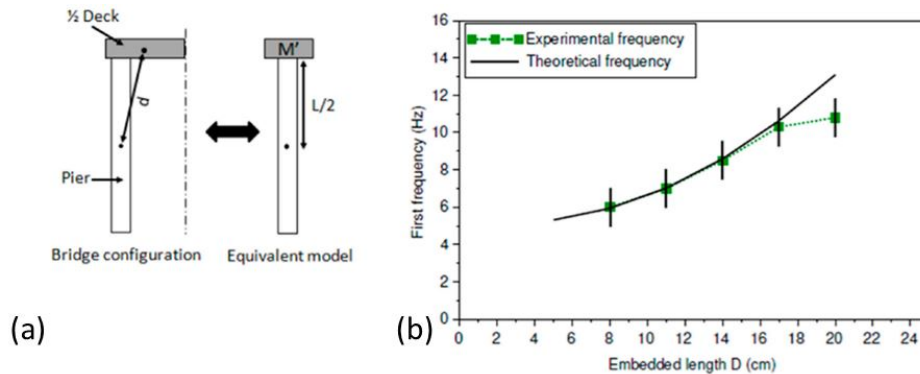 ½ Deck
d
Pier
Bridge configuration
M'
L/2
Equivalent model
(a)
Experimental frequency
Theoretical frequency
First frequency (Hz)
16
14
12
10
8
6
4
2
0
0 2 4 6 8 10 12 14 16 18 20 22 24
Embedded length D (cm)
(b)